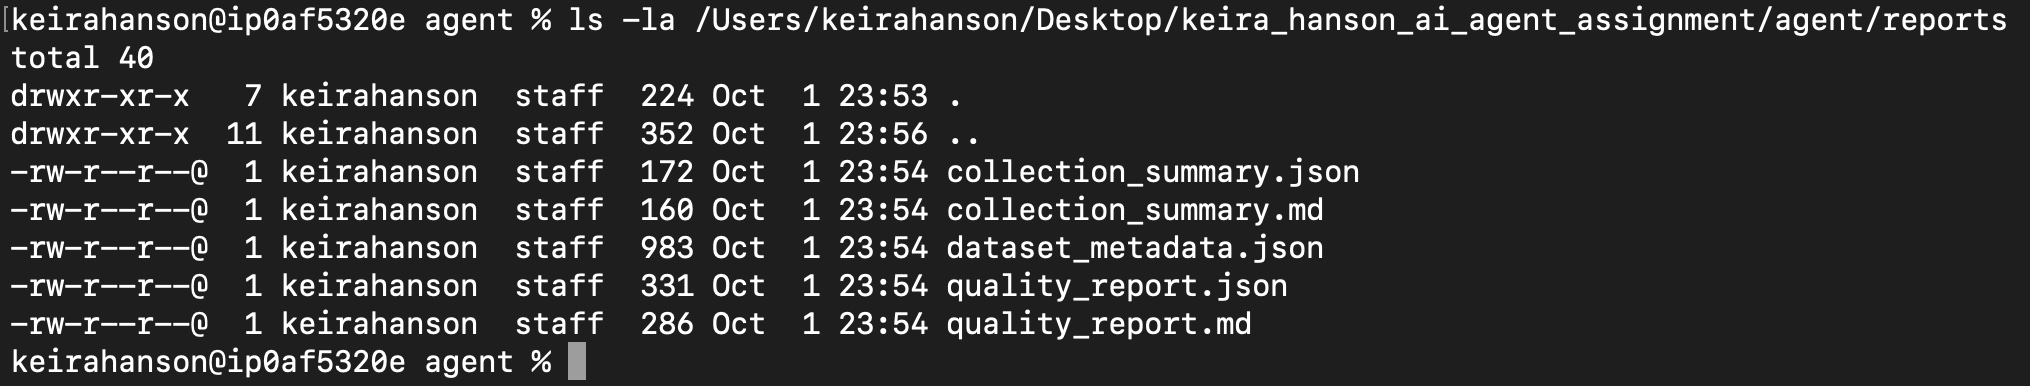 [keirahanson@ip0af5320e agent % ls -la /Users/keirahanson/Desktop/keira_hanson_ai_agent_assignment/agent/reports
total 40
drwxr-xr-x   7 keirahanson  staff  224 Oct  1 23:53 .
drwxr-xr-x  11 keirahanson  staff  352 Oct  1 23:56 ..
-rw-r--r--@  1 keirahanson  staff  172 Oct  1 23:54 collection_summary.json
-rw-r--r--@  1 keirahanson  staff  160 Oct  1 23:54 collection_summary.md
-rw-r--r--@  1 keirahanson  staff  983 Oct  1 23:54 dataset_metadata.json
-rw-r--r--@  1 keirahanson  staff  331 Oct  1 23:54 quality_report.json
-rw-r--r--@  1 keirahanson  staff  286 Oct  1 23:54 quality_report.md
keirahanson@ip0af5320e agent %